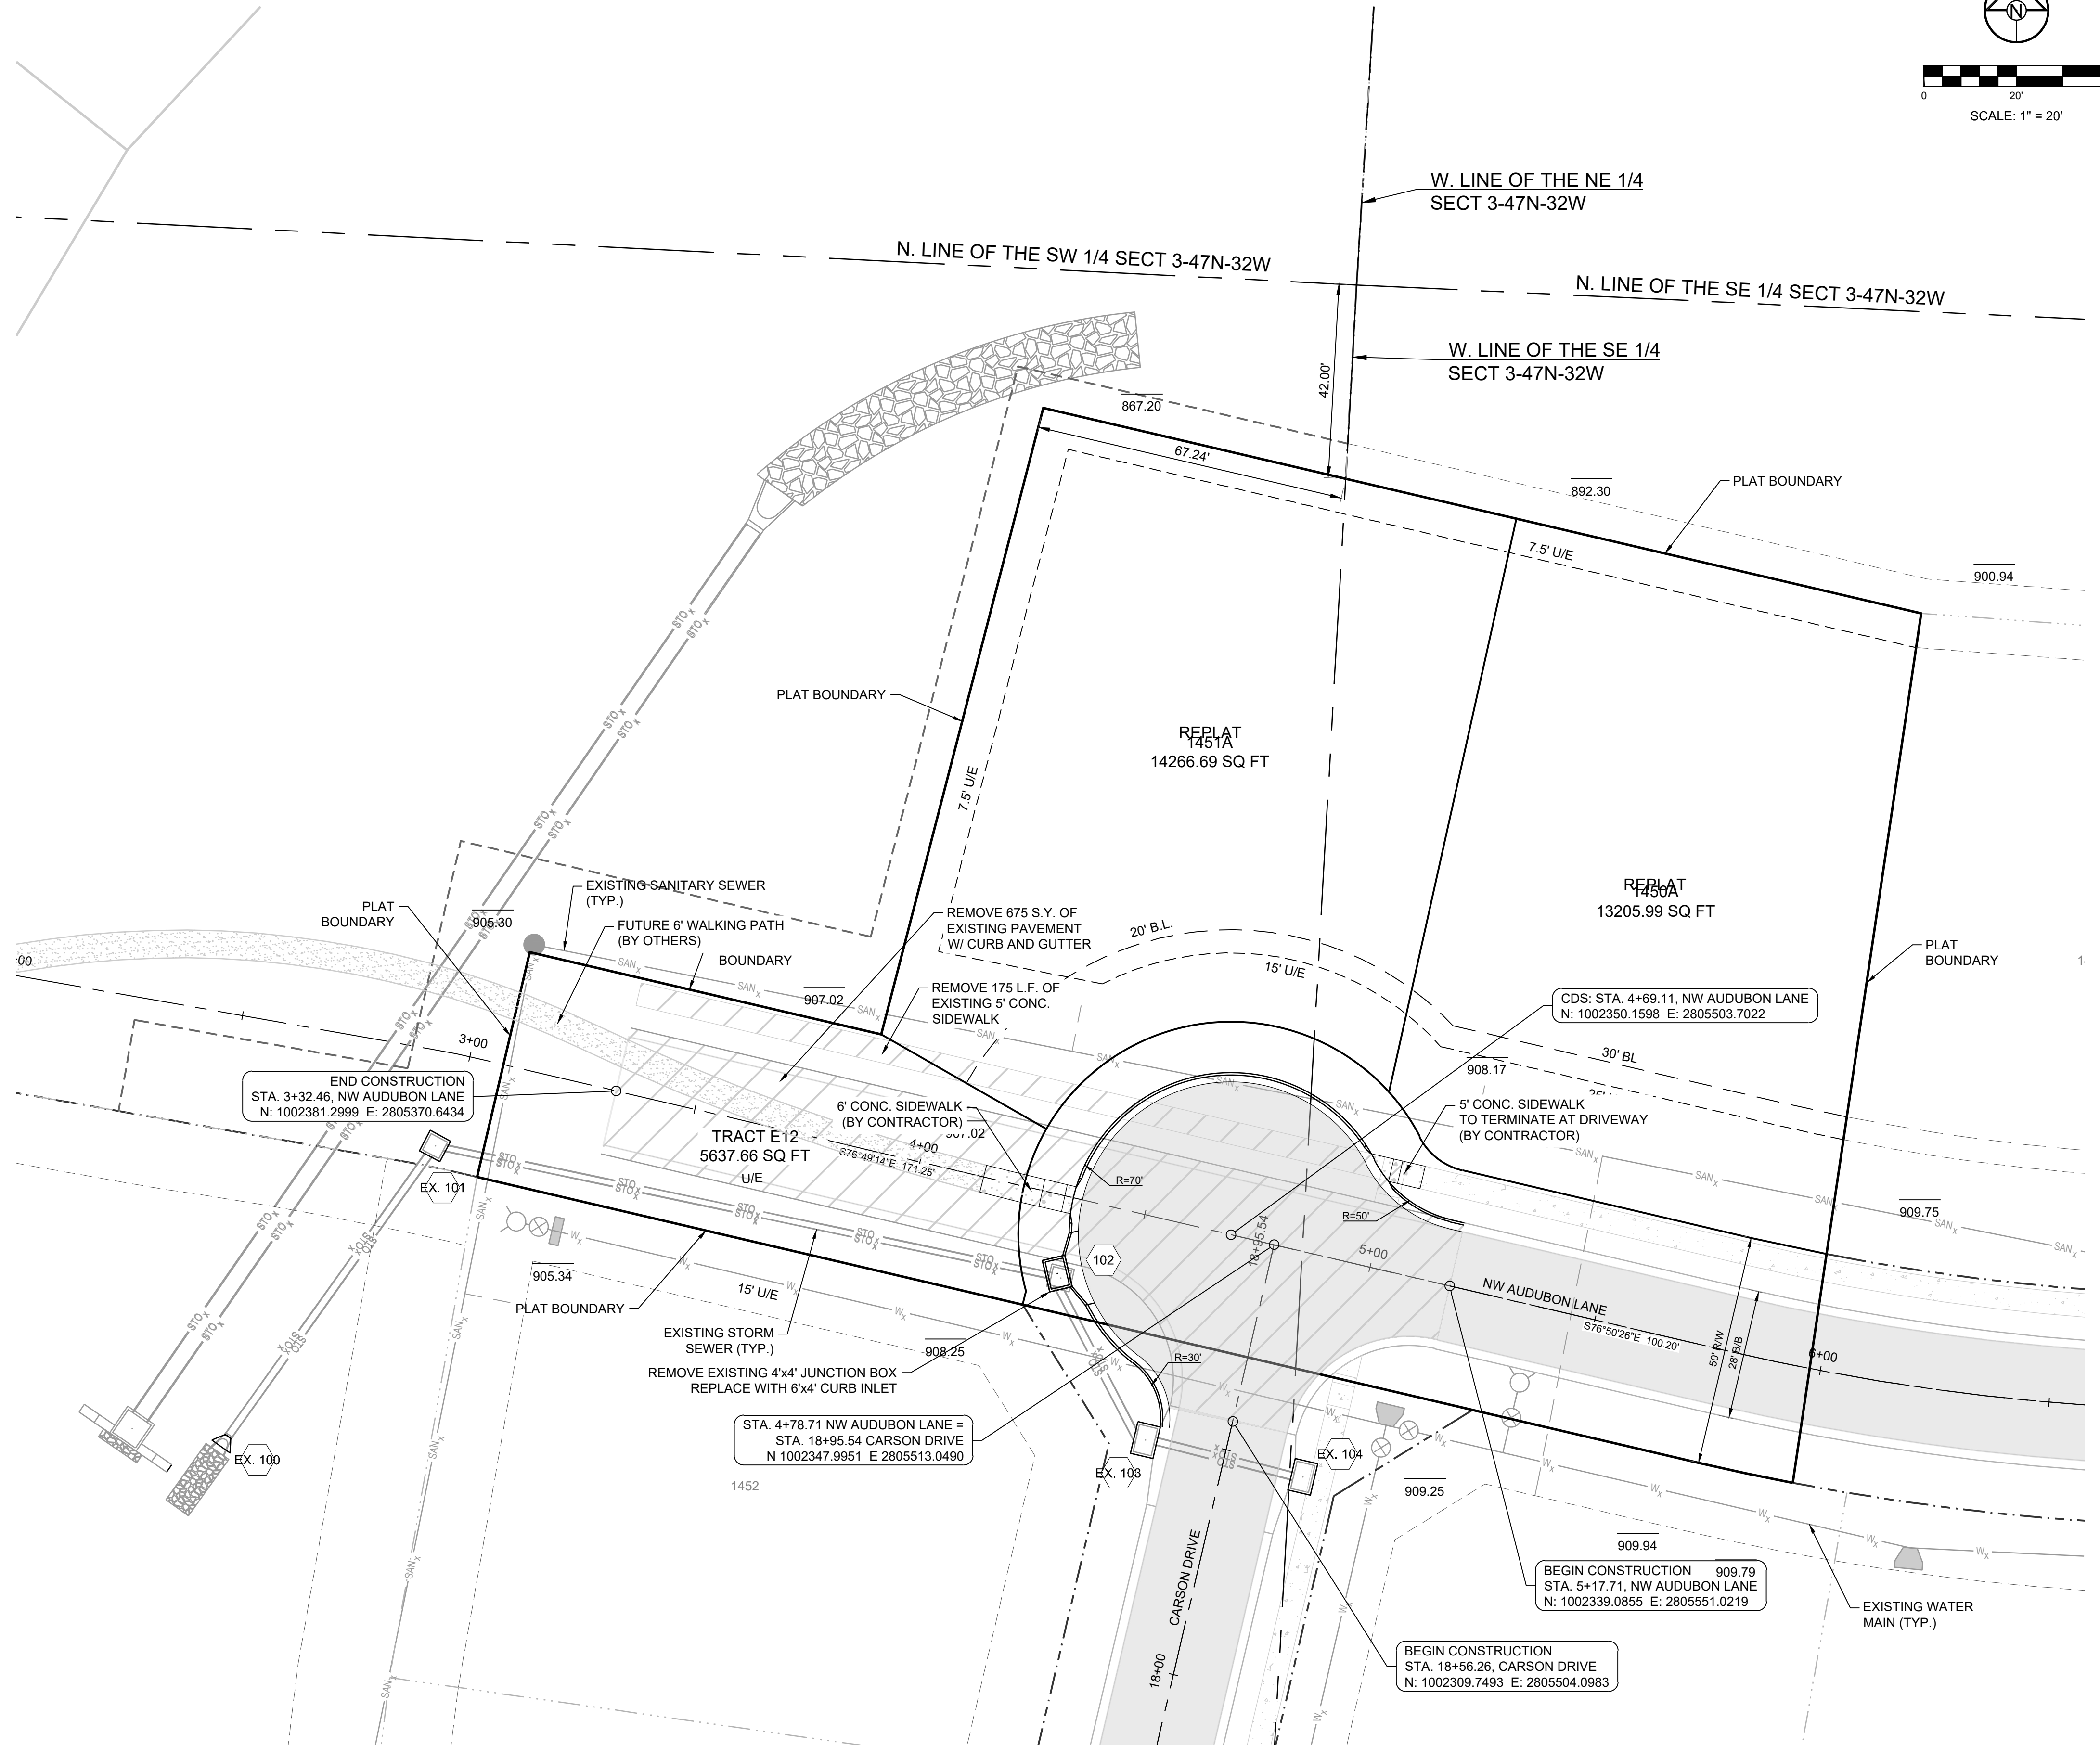 N
0
20'
SCALE: 1" = 20'
W. LINE OF THE NE 1/4
SECT 3-47N-32W
N. LINE OF THE SW 1/4 SECT 3-47N-32W
N. LINE OF THE SE 1/4 SECT 3-47N-32W
W. LINE OF THE SE 1/4
SECT 3-47N-32W
42.00'
867.20
67.24'
892.30
PLAT BOUNDARY
7.5' U/E
900.94
PLAT BOUNDARY
7.5' U/E
REPLAT
1451A
14266.69 SQ FT
REPLAT
1450A
13205.99 SQ FT
PLAT
BOUNDARY
905.30
EXISTING SANITARY SEWER
(TYP.)
FUTURE 6' WALKING PATH
(BY OTHERS)
BOUNDARY
907.02
REMOVE 675 S.Y. OF
EXISTING PAVEMENT
W/ CURB AND GUTTER
REMOVE 175 L.F. OF
EXISTING 5' CONC.
SIDEWALK
20' B.L.
15' U/E
PLAT
BOUNDARY
CDS: STA. 4+69.11, NW AUDUBON LANE
N: 1002350.1598 E: 2805503.7022
30' BL
908.17
3+00
END CONSTRUCTION
STA. 3+32.46, NW AUDUBON LANE
N: 1002381.2999 E: 2805370.6434
6' CONC. SIDEWALK
(BY CONTRACTOR)
907.02
5' CONC. SIDEWALK
TO TERMINATE AT DRIVEWAY
(BY CONTRACTOR)
TRACT E12
5637.66 SQ FT
U/E
4+00
S76°49'14"E 171.25'
R=70'
R=50'
EX. 101
909.75
18+95.54
5+00
102
905.34
15' U/E
PLAT BOUNDARY
NW AUDUBON LANE
S76°50'26"E 100.20'
50' R/W
28' B/B
6+00
EXISTING STORM
SEWER (TYP.)
908.25
REMOVE EXISTING 4'x4' JUNCTION BOX
REPLACE WITH 6'x4' CURB INLET
R=30'
STA. 4+78.71 NW AUDUBON LANE =
STA. 18+95.54 CARSON DRIVE
N 1002347.9951 E 2805513.0490
EX. 100
EX. 103
EX. 104
1452
909.25
909.94
BEGIN CONSTRUCTION
909.79
STA. 5+17.71, NW AUDUBON LANE
N: 1002339.0855 E: 2805551.0219
CARSON DRIVE
EXISTING WATER
MAIN (TYP.)
18+00
BEGIN CONSTRUCTION
STA. 18+56.26, CARSON DRIVE
N: 1002309.7493 E: 2805504.0983